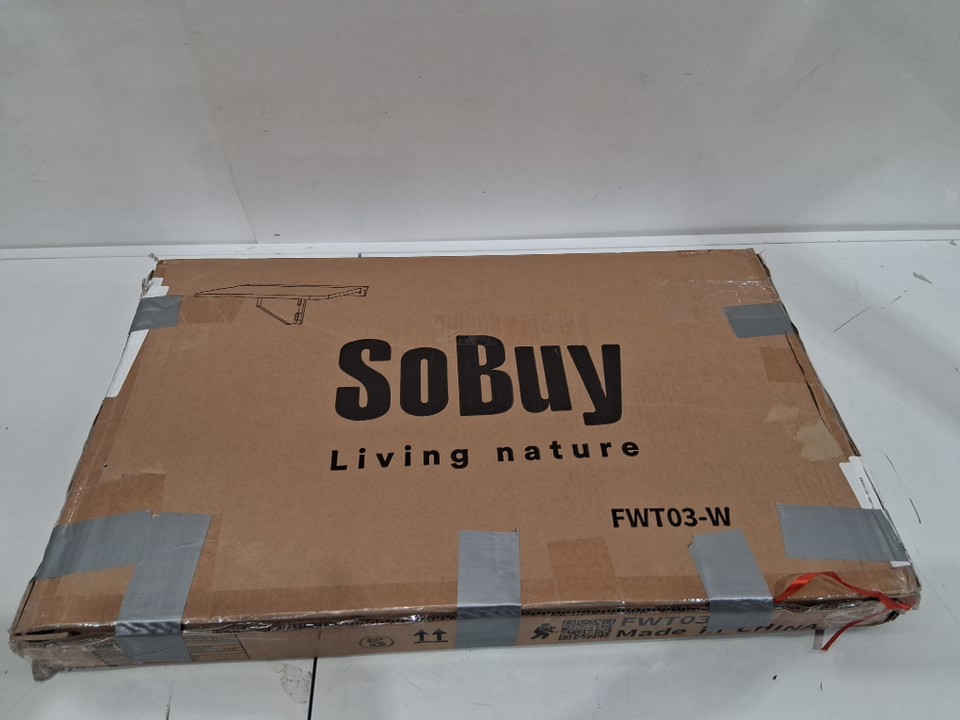 SoBuy
Living nature
FWT03-W
FWT03
Made in CHINA